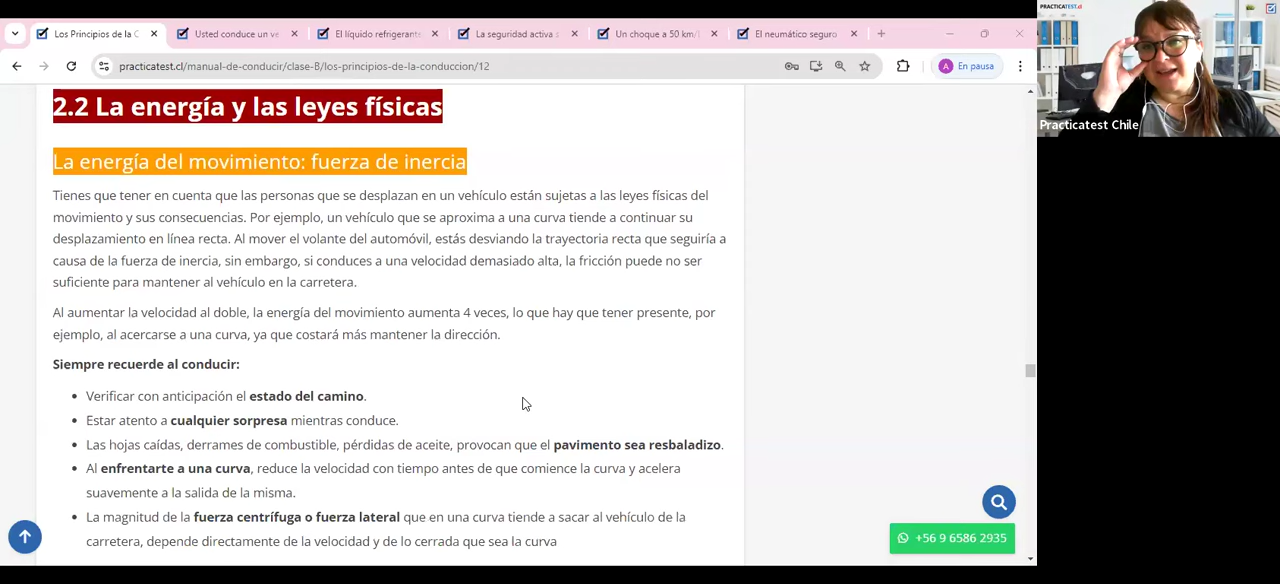 Los Principios de la C
Usted conduce un ve
El líquido refrigerante
La seguridad activa s
Un choque a 50 km/
El neumático seguro
practicatest.cl/manual-de-conducir/clase-B/los-principios-de-la-conduccion/12
A
En pausa
PRACTICATEST.cl
Practicatest Chile
2.2 La energía y las leyes físicas
La energía del movimiento: fuerza de inercia
Tienes que tener en cuenta que las personas que se desplazan en un vehículo están sujetas a las leyes físicas del
movimiento y sus consecuencias. Por ejemplo, un vehículo que se aproxima a una curva tiende a continuar su
desplazamiento en línea recta. Al mover el volante del automóvil, estás desviando la trayectoria recta que seguiría a
causa de la fuerza de inercia, sin embargo, si conduces a una velocidad demasiado alta, la fricción puede no ser
suficiente para mantener al vehículo en la carretera.
Al aumentar la velocidad al doble, la energía del movimiento aumenta 4 veces, lo que hay que tener presente, por
ejemplo, al acercarse a una curva, ya que costará más mantener la dirección.
Siempre recuerde al conducir:
• Verificar con anticipación el estado del camino.
• Estar atento a cualquier sorpresa mientras conduce.
• Las hojas caídas, derrames de combustible, pérdidas de aceite, provocan que el pavimento sea resbaladizo.
• Al enfrentarte a una curva, reduce la velocidad con tiempo antes de que comience la curva y acelera
suavemente a la salida de la misma.
• La magnitud de la fuerza centrífuga o fuerza lateral que en una curva tiende a sacar al vehículo de la
carretera, depende directamente de la velocidad y de lo cerrada que sea la curva
+56 9 6586 2935